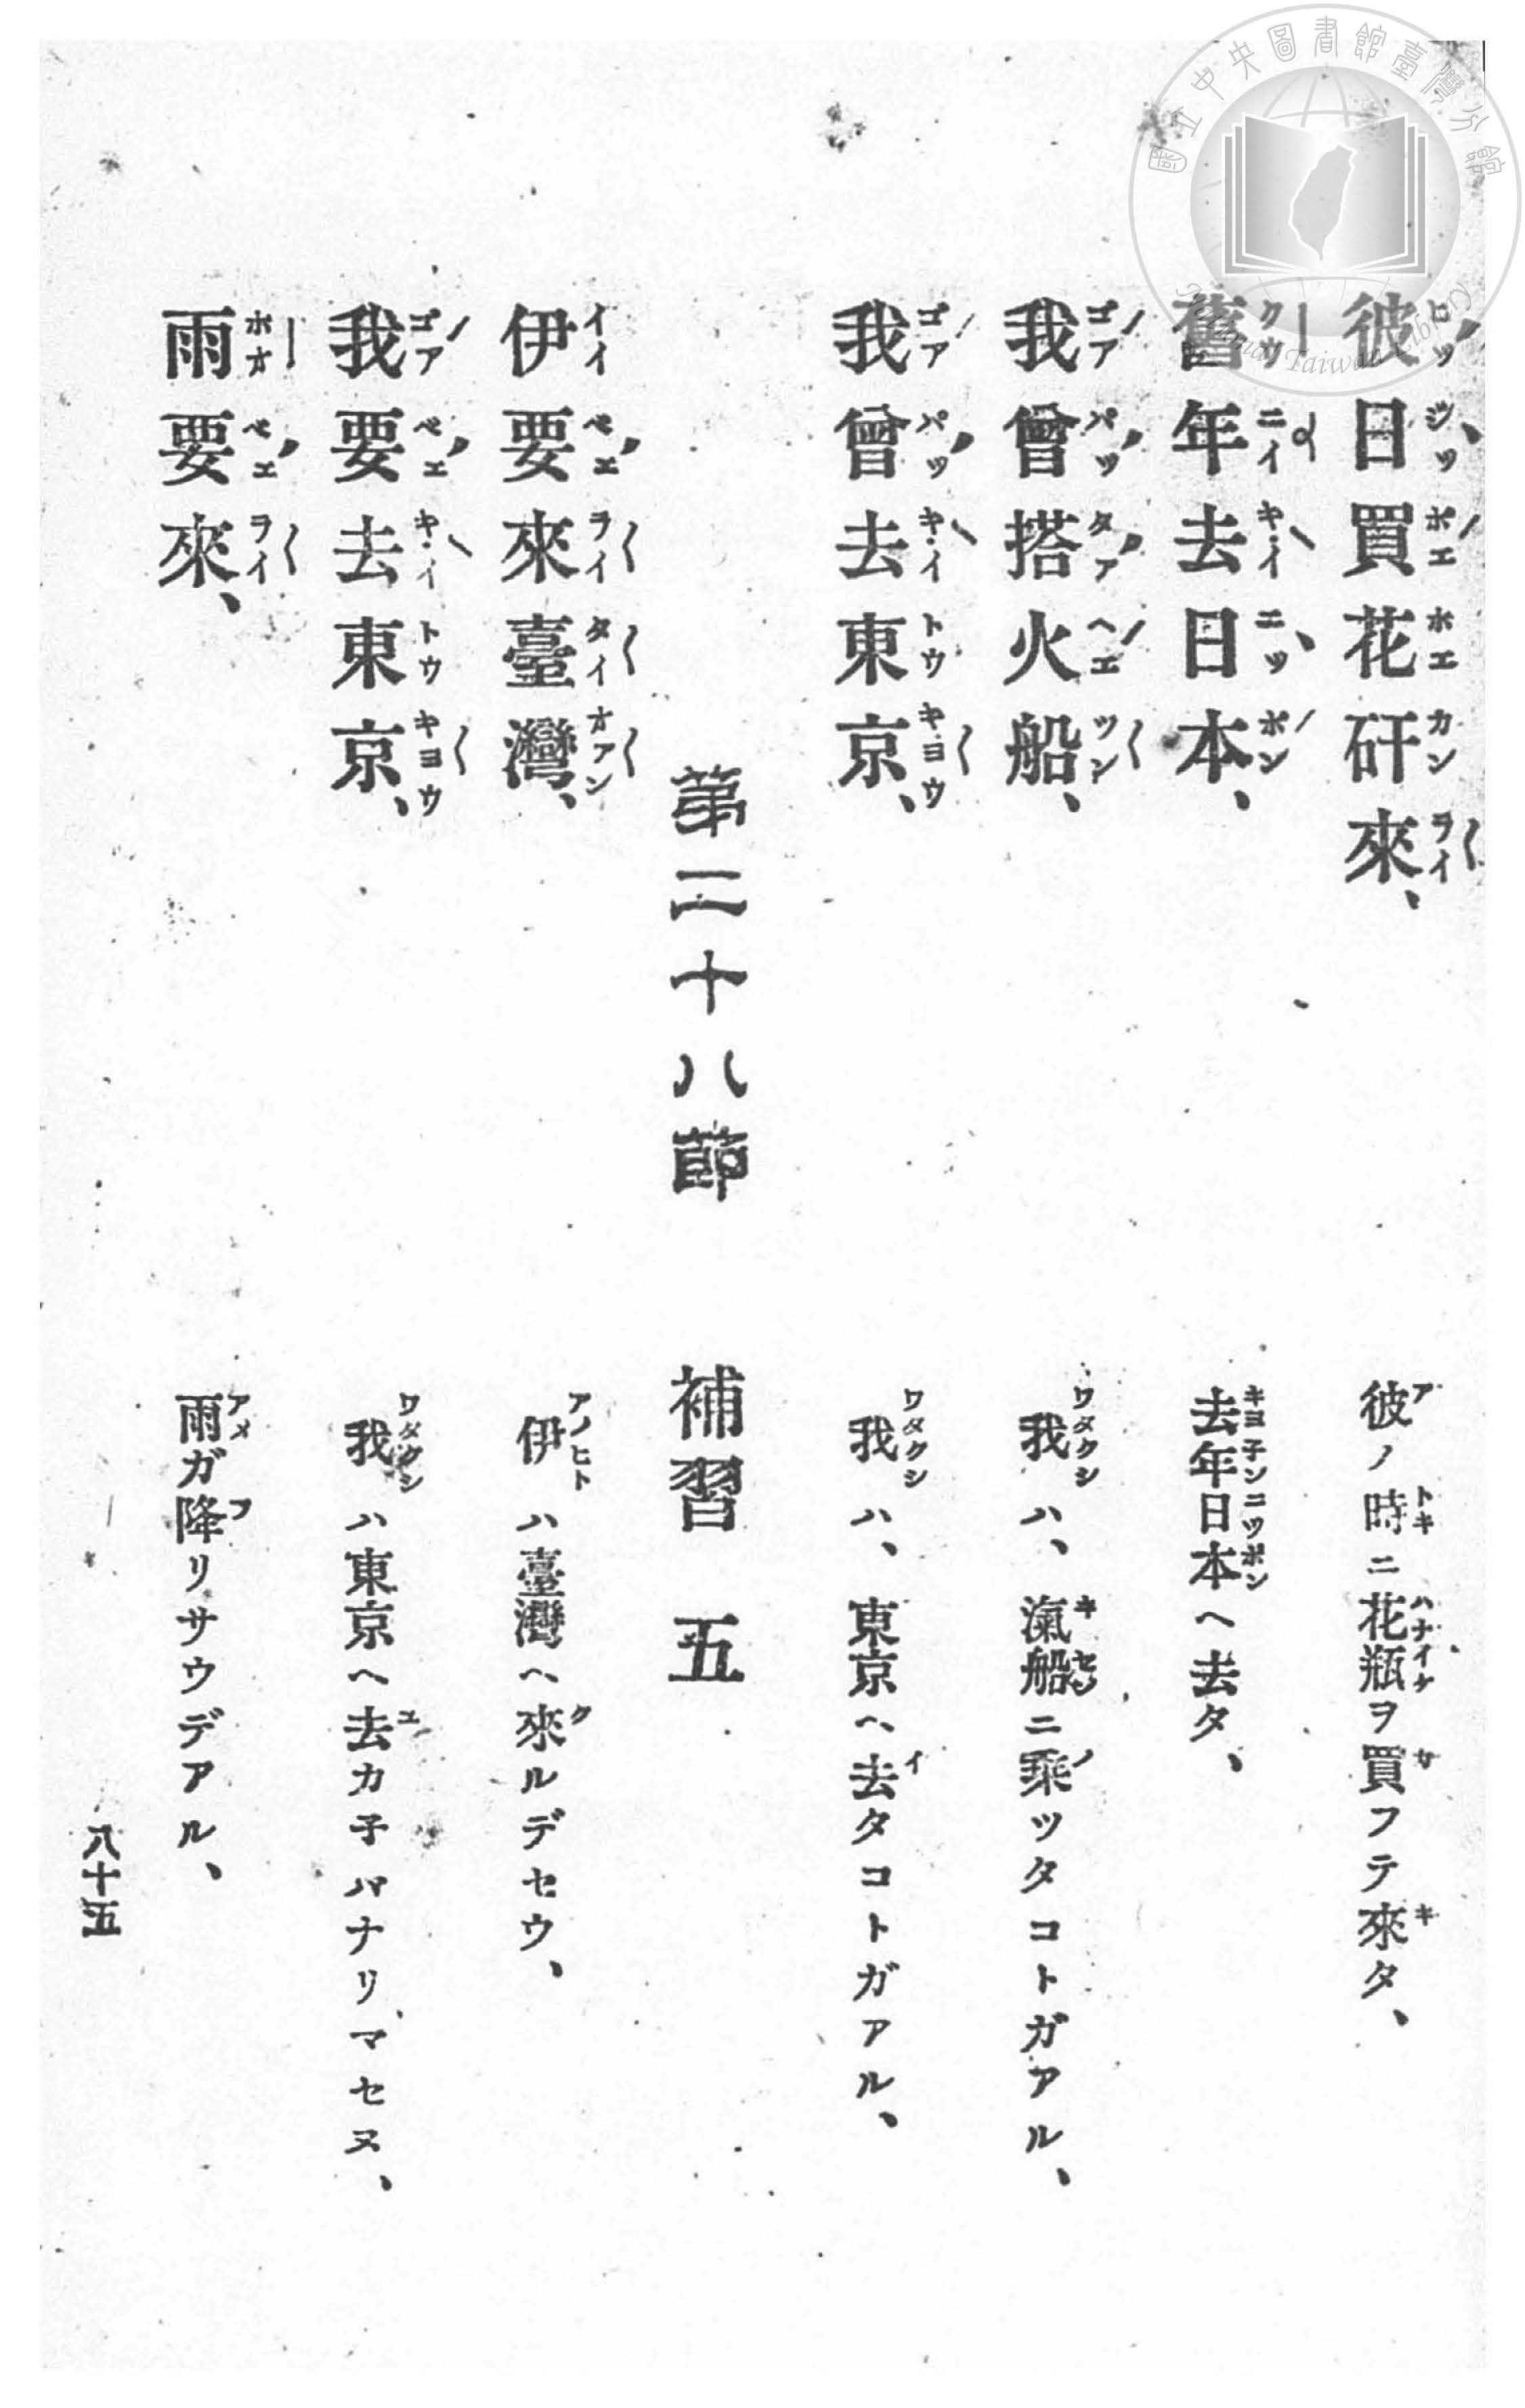 彼日買花矸來、
彼ノ時ニ花瓶ヲ買フテ來タ、
舊年去日本、
去年日本ヘ去タ、
我曾搭火船、
我ハ、滊船ニ乘ッタコトガアル、
我曾去東京、
我ハ、東京ヘ去タコトガアル、
第二十八節 補習 五
伊要來臺灣、
伊ハ臺灣ヘ來ルデセウ、
我要去東京、
我ハ東京ヘ去カ子バナリマセヌ、
雨要來、
雨ガ降リサウデアル、
八十五
國立中央圖書館臺灣分館